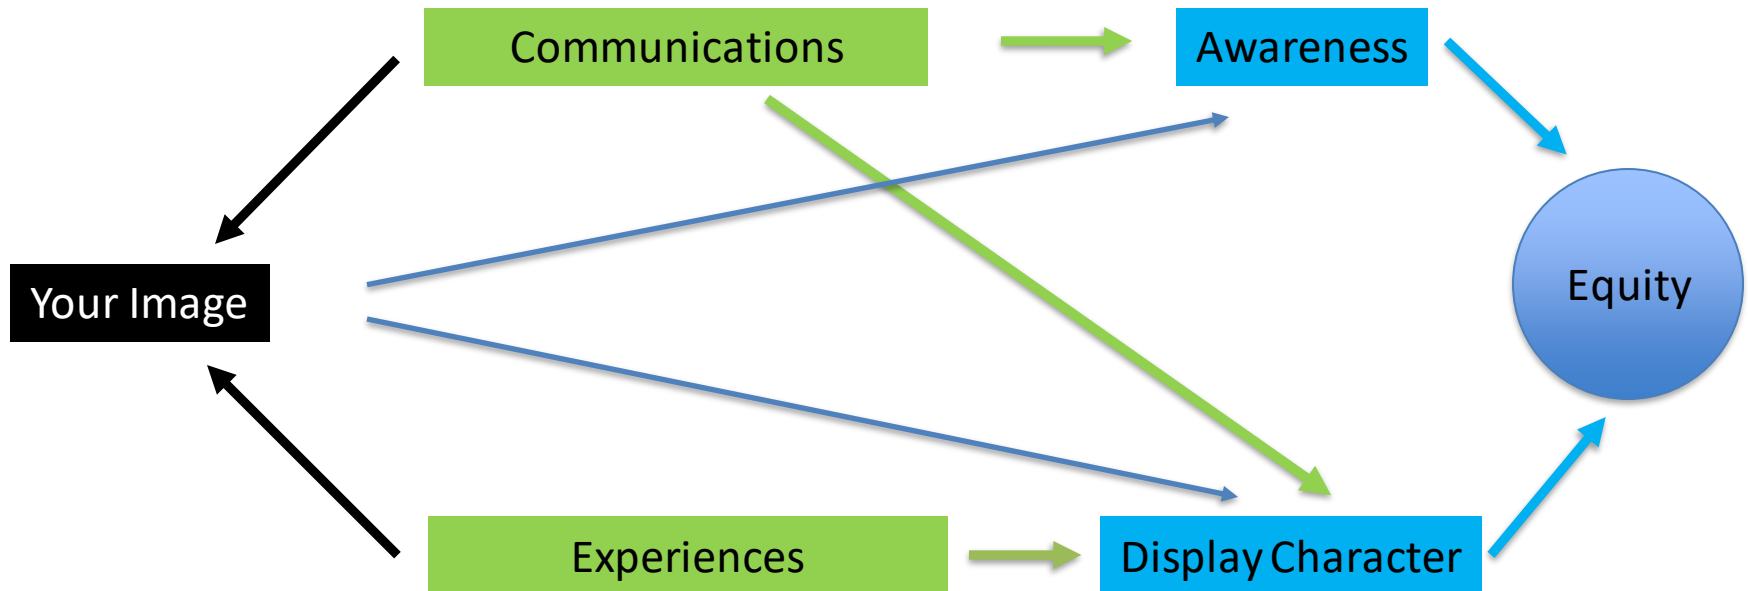 Communications
Awareness
Your Image
Equity
Experiences
Display Character